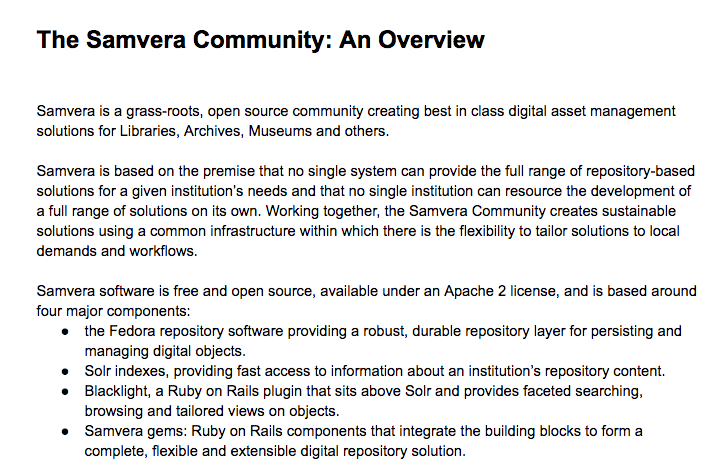 The Samvera Community: An Overview
Samvera is a grass-roots, open source community creating best in class digital asset management
solutions for Libraries, Archives, Museums and others.
Samvera is based on the premise that no single system can provide the full range of repository-based
solutions for a given institution's needs and that no single institution can resource the development of
a full range of solutions on its own. Working together, the Samvera Community creates sustainable
solutions using a common infrastructure within which there is the flexibility to tailor solutions to local
demands and workflows.
Samvera software is free and open source, available under an Apache 2 license, and is based around
four major components:
● the Fedora repository software providing a robust, durable repository layer for persisting and
managing digital objects.
● Solr indexes, providing fast access to information about an institution's repository content.
● Blacklight, a Ruby on Rails plugin that sits above Solr and provides faceted searching,
browsing and tailored views on objects.
● Samvera gems: Ruby on Rails components that integrate the building blocks to form a
complete, flexible and extensible digital repository solution.